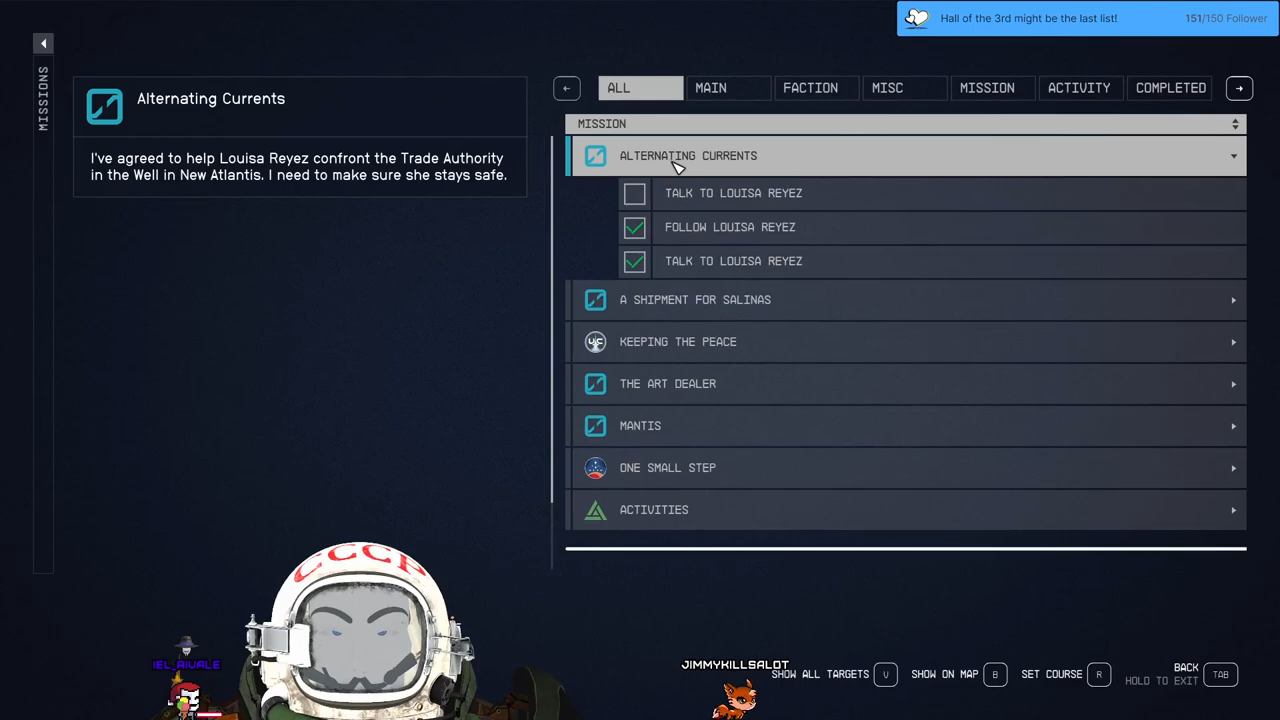 Hall of the 3rd might be the last list!
151/150 Follower
MISSIONS
Alternating Currents
I've agreed to help Louisa Reyez confront the Trade Authority
in the Well in New Atlantis. I need to make sure she stays safe.
ALL
MAIN
FACTION
MISC
MISSION
ACTIVITY
COMPLETED
MISSION
ALTERNATING CURRENTS
TALK TO LOUISA REYEZ
FOLLOW LOUISA REYEZ
TALK TO LOUISA REYEZ
A SHIPMENT FOR SALINAS
UC
KEEPING THE PEACE
THE ART DEALER
MANTIS
ONE SMALL STEP
ACTIVITIES
CCCP
IEL_RIVALE
JIMMYKILLSALOT
SHOW ALL TARGETS
V
SHOW ON MAP
B
SET COURSE
R
BACK
HOLD TO EXIT
TAB